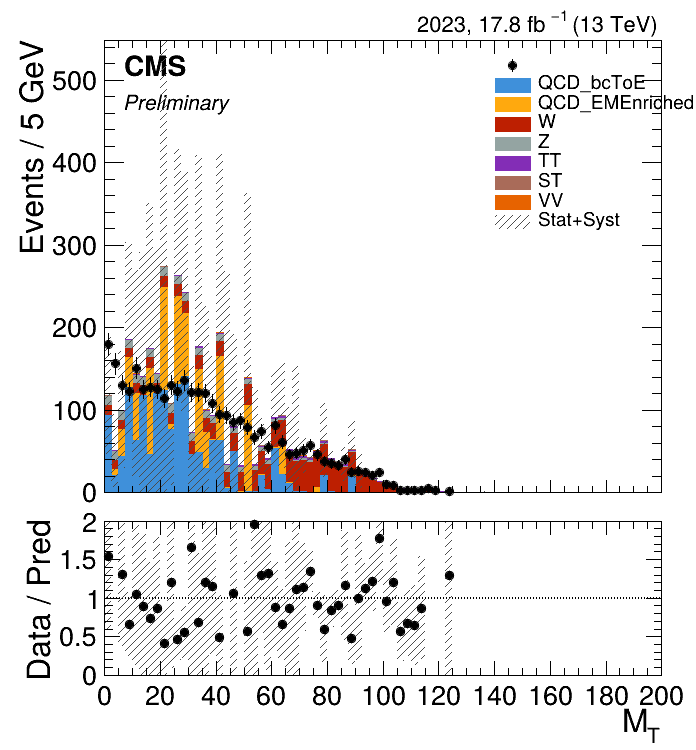 2023, 17.8 fb⁻¹ (13 TeV)
CMS
Preliminary
QCD_bcToE
QCD_EMEnriched
W
Z
TT
ST
VV
Stat+Syst
Events / 5 GeV
500
400
300
200
100
0
Data / Pred
2
1.5
1
0.5
0
0 20 40 60 80 100 120 140 160 180 200
M_T